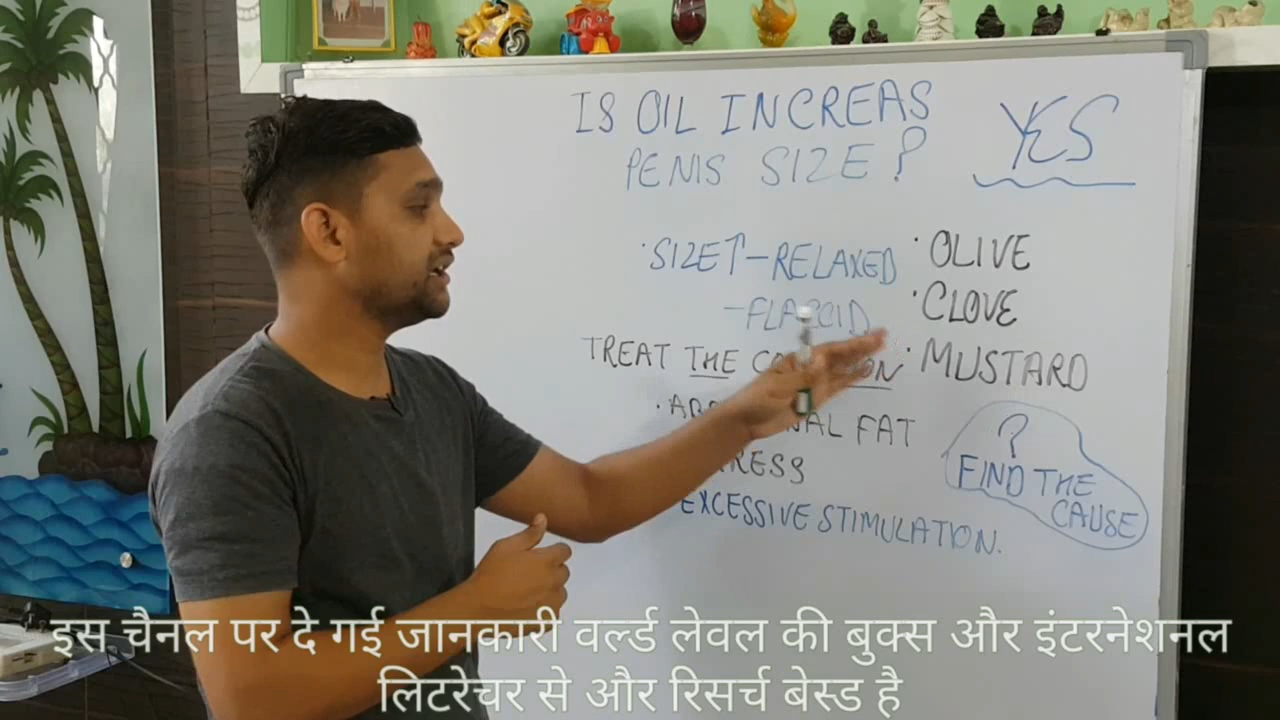 IS OIL INCREAS
PENIS SIZE?
YES
· SIZE↑ - RELAXED
- FLACCID
· OLIVE
· CLOVE
· MUSTARD
TREAT THE
FAT
EXCESSIVE STIMULATION.
?
FIND THE
CAUSE
इस चैनल पर दे गई जानकारी वर्ल्ड लेवल की बुक्स और इंटरनेशनल
लिटरेचर से और रिसर्च बेस्ड है